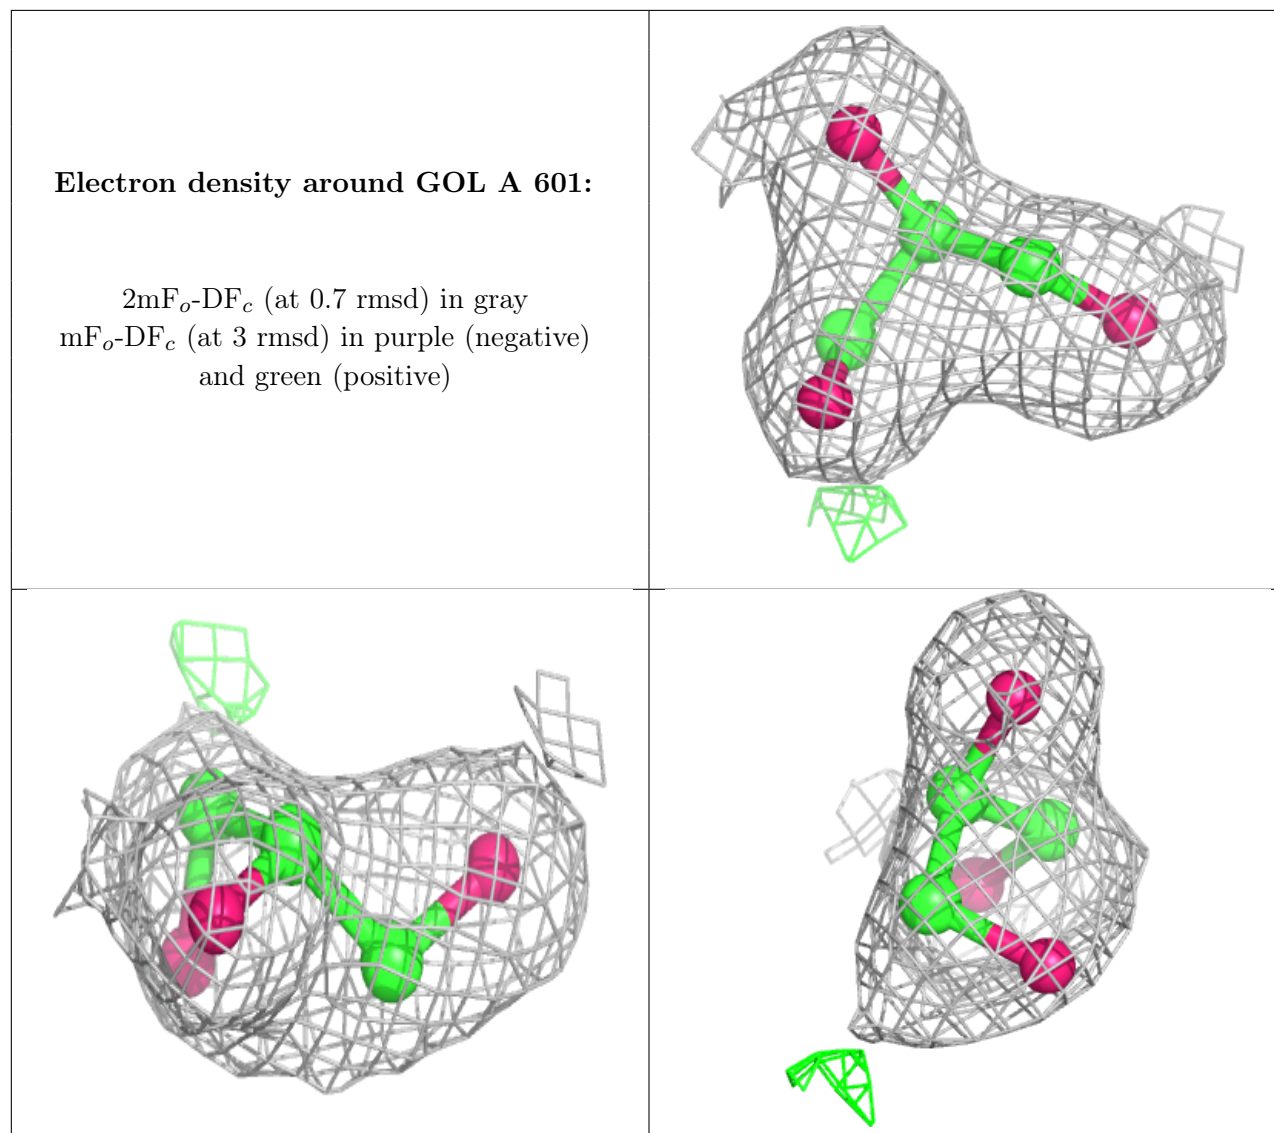 Electron density around GOL A 601:
2mFₒ-DF𝒸 (at 0.7 rmsd) in gray
mFₒ-DF𝒸 (at 3 rmsd) in purple (negative)
and green (positive)